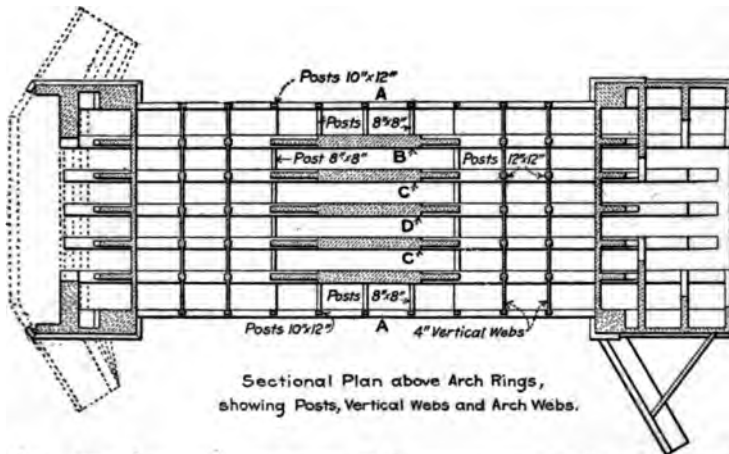 Posts 10"x12"
A
Posts 8"x8"
Post 8"x8"
B
Posts 12"x12"
C
D
C
Posts 8"x8"
Posts 10"x12"
A
4" Vertical Webs
Sectional Plan above Arch Rings,
showing Posts, Vertical Webs and Arch Webs.